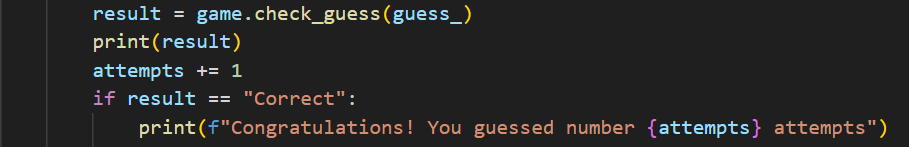 result = game.check_guess(guess_)
print(result)
attempts += 1
if result == "Correct":
print(f"Congratulations! You guessed number {attempts} attempts")